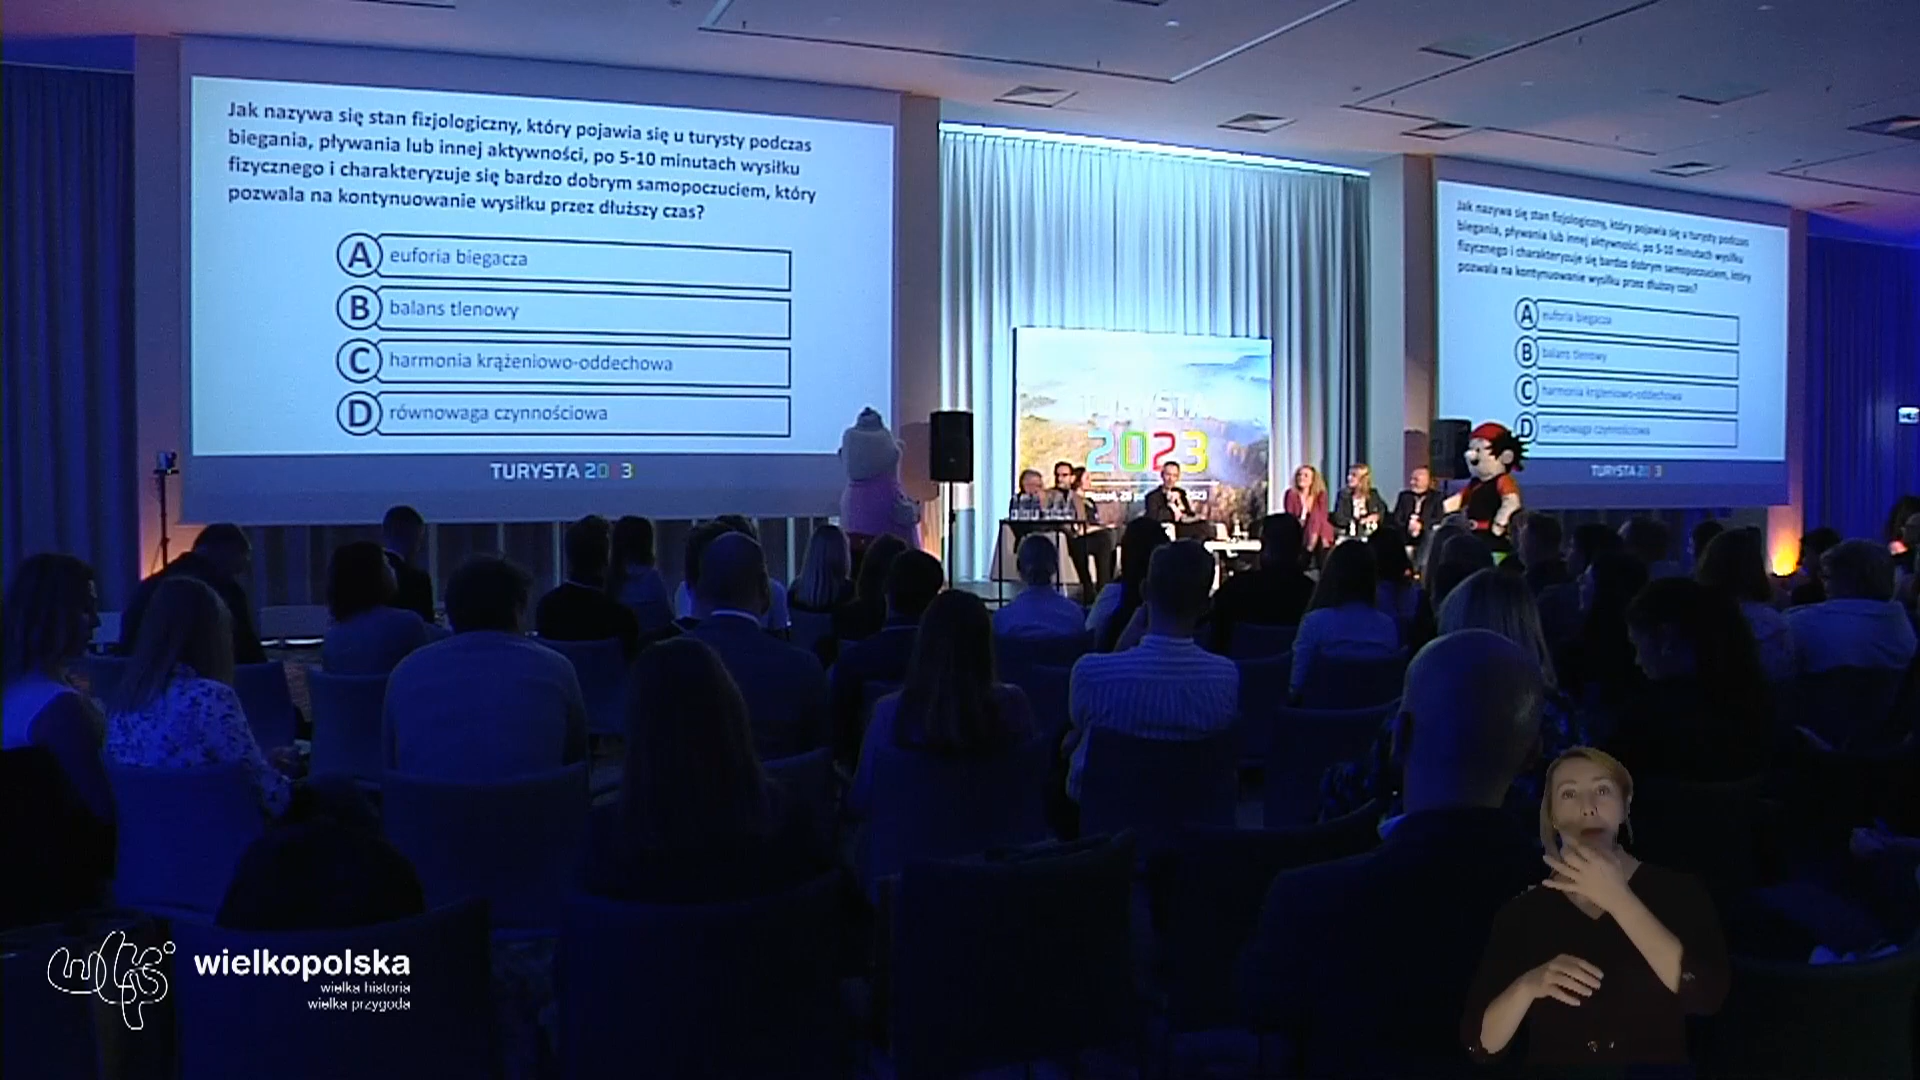 Jak nazywa się stan fizjologiczny, który pojawia się u turysty podczas
biegania, pływania lub innej aktywności, po 5-10 minutach wysiłku
fizycznego i charakteryzuje się bardzo dobrym samopoczuciem, który
pozwala na kontynuowanie wysiłku przez dłuższy czas?
A euforia biegacza
B balans tlenowy
C harmonia krążeniowo-oddechowa
D równowaga czynnościowa
TURYSTA 2023
TURYSTA
2023
Jak nazywa się stan fizjologiczny, który pojawia się u turysty podczas
biegania, pływania lub innej aktywności, po 5-10 minutach wysiłku
fizycznego i charakteryzuje się bardzo dobrym samopoczuciem, który
pozwala na kontynuowanie wysiłku przez dłuższy czas?
A euforia biegacza
B balans tlenowy
C harmonia krążeniowo-oddechowa
D równowaga czynnościowa
TURYSTA 2023
wielkopolska
wielka historia
wielka przygoda